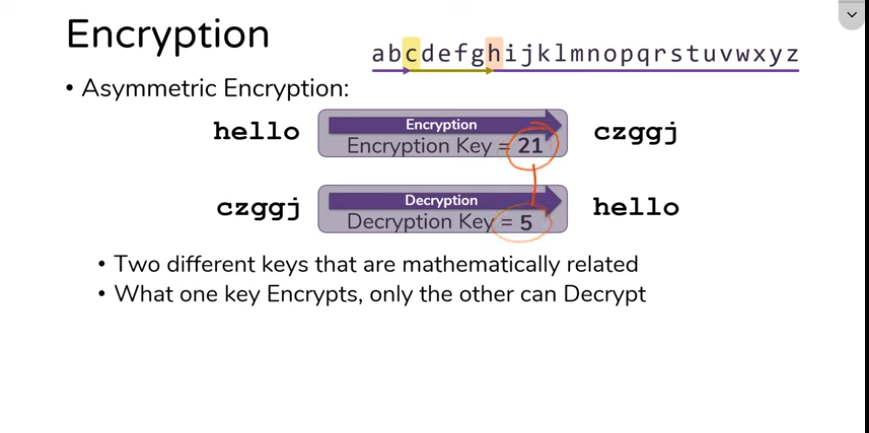 Encryption
abcdefghijklmnopqrstuvwxyz
• Asymmetric Encryption:
hello
Encryption
Encryption Key = 21
czggj
czggj
Decryption
Decryption Key = 5
hello
• Two different keys that are mathematically related
• What one key Encrypts, only the other can Decrypt